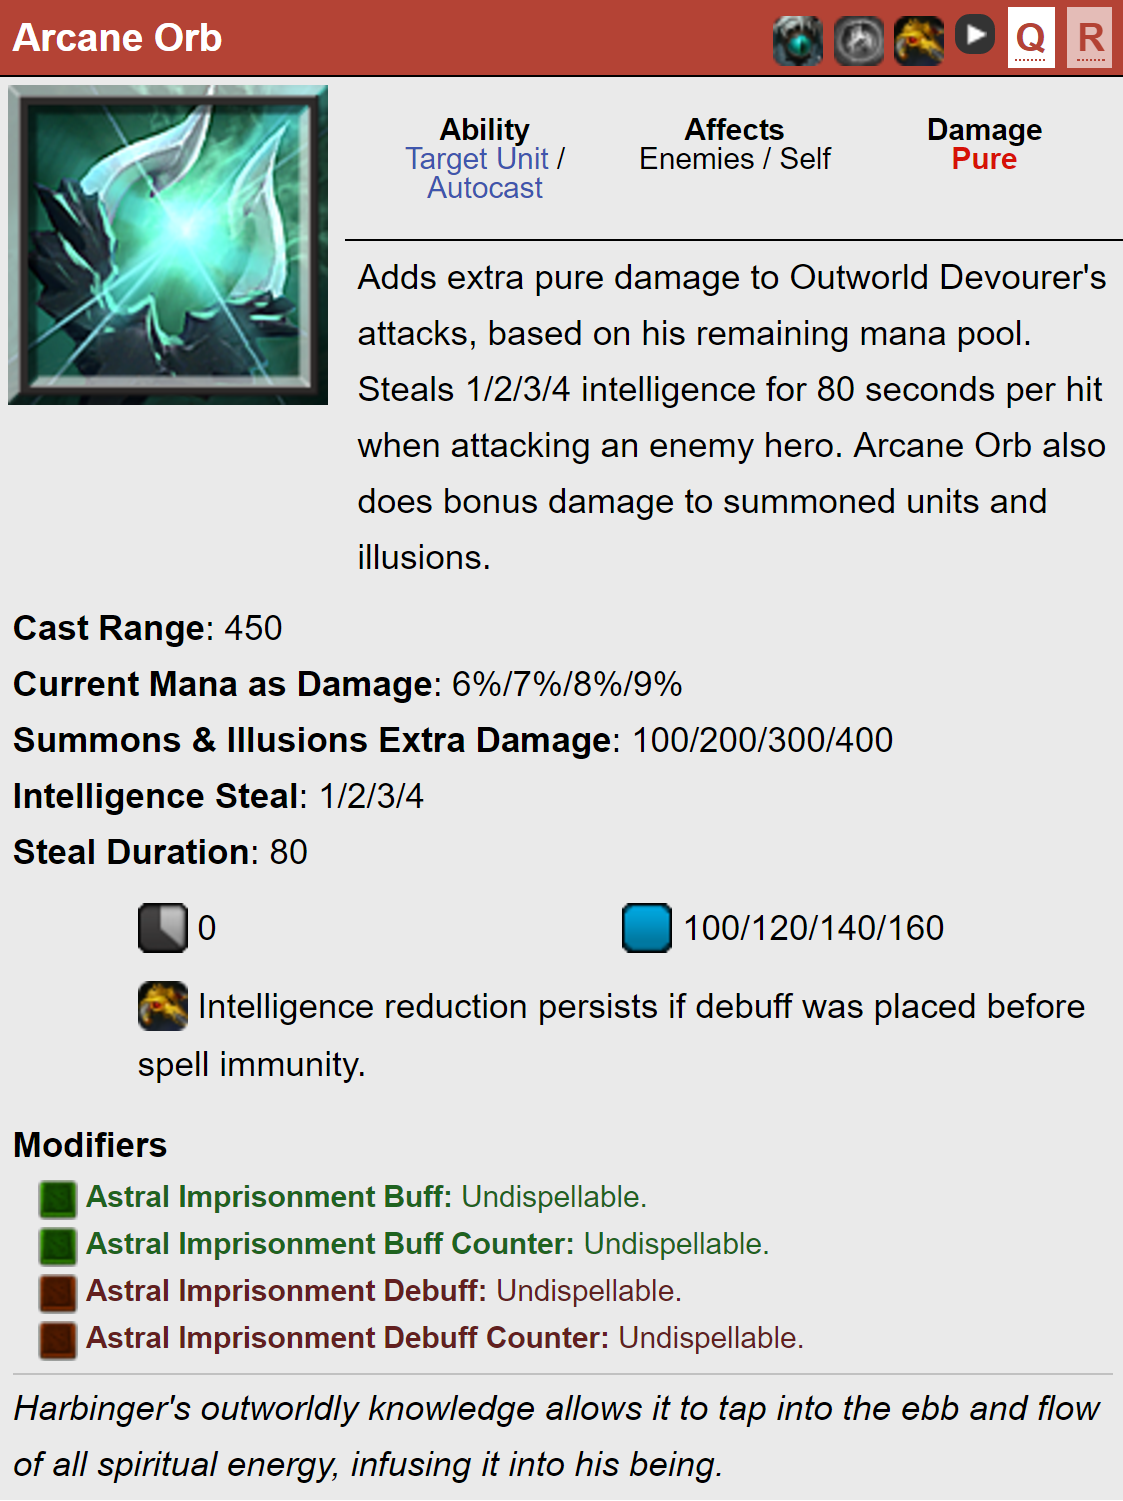 Arcane Orb
Q
R
Ability
Target Unit /
Autocast
Affects
Enemies / Self
Damage
Pure
Adds extra pure damage to Outworld Devourer's
attacks, based on his remaining mana pool.
Steals 1/2/3/4 intelligence for 80 seconds per hit
when attacking an enemy hero. Arcane Orb also
does bonus damage to summoned units and
illusions.
Cast Range: 450
Current Mana as Damage: 6%/7%/8%/9%
Summons & Illusions Extra Damage: 100/200/300/400
Intelligence Steal: 1/2/3/4
Steal Duration: 80
0
100/120/140/160
Intelligence reduction persists if debuff was placed before
spell immunity.
Modifiers
Astral Imprisonment Buff: Undispellable.
Astral Imprisonment Buff Counter: Undispellable.
Astral Imprisonment Debuff: Undispellable.
Astral Imprisonment Debuff Counter: Undispellable.
Harbinger's outworldly knowledge allows it to tap into the ebb and flow
of all spiritual energy, infusing it into his being.